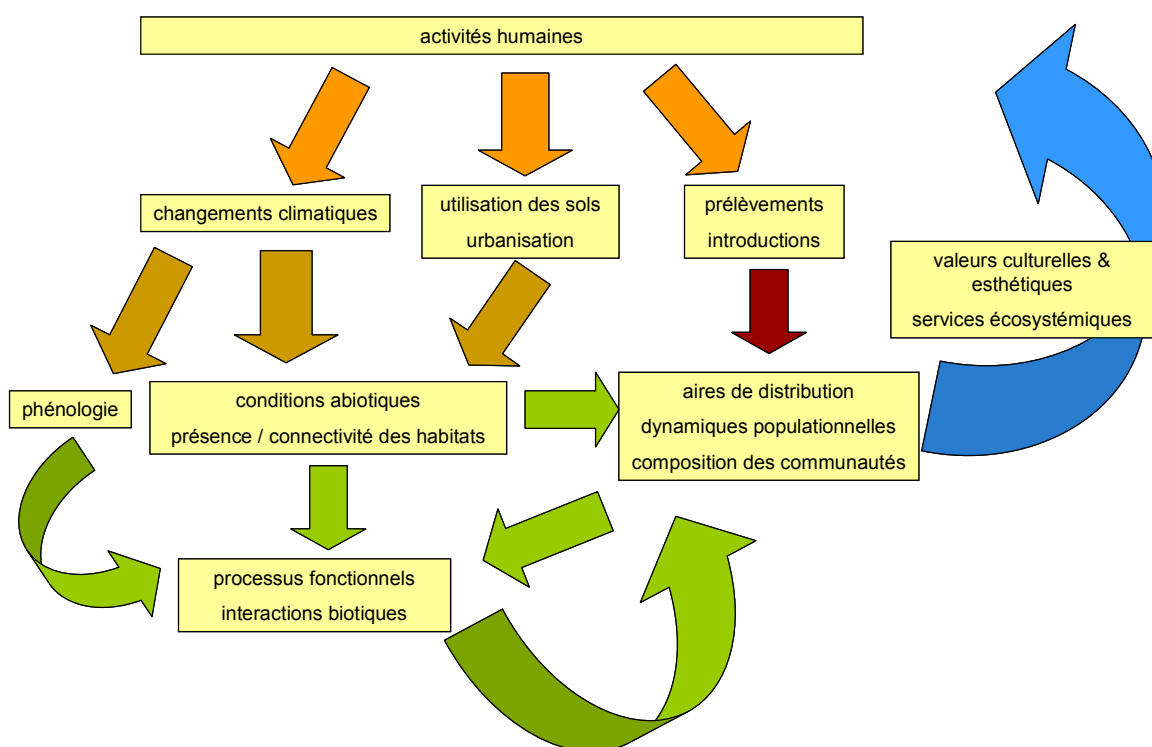 activités humaines
changements climatiques
utilisation des sols
urbanisation
prélèvements
introductions
valeurs culturelles &
esthétiques
services écosystémiques
phénologie
conditions abiotiques
présence / connectivité des habitats
aires de distribution
dynamiques populationnelles
composition des communautés
processus fonctionnels
interactions biotiques